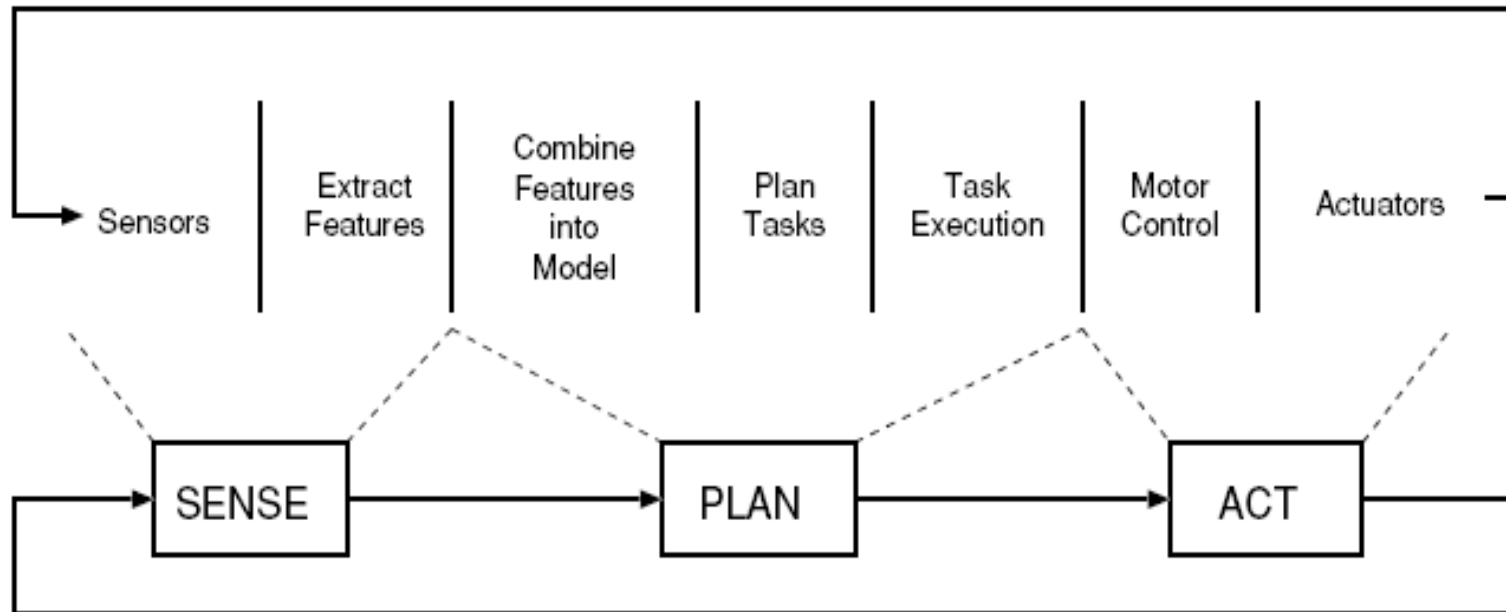 Sensors
Extract
Features
Combine
Features
into
Model
Plan
Tasks
Task
Execution
Motor
Control
Actuators
SENSE
PLAN
ACT